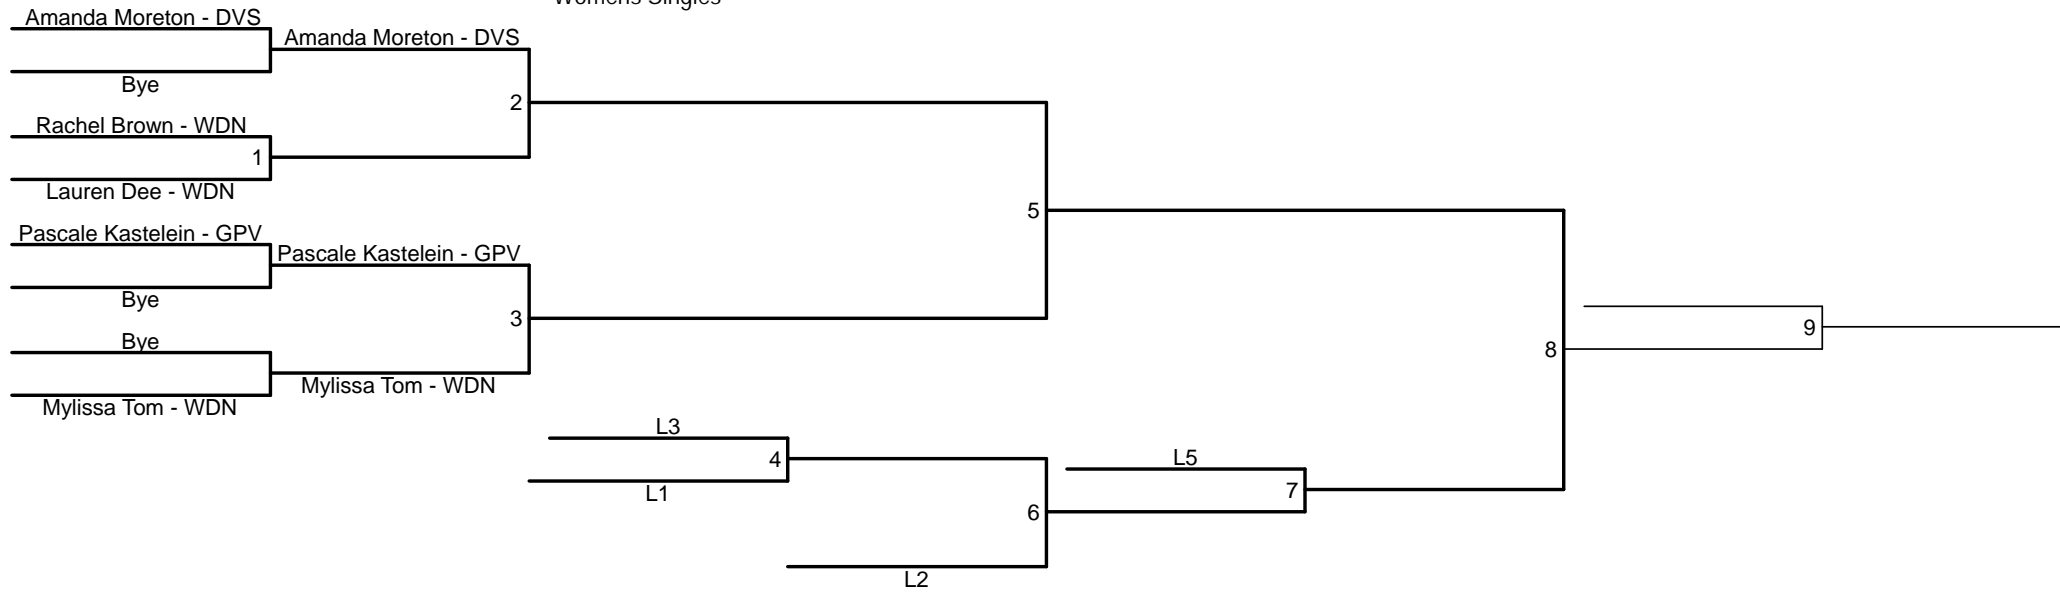 Womens Singles
Amanda Moreton - DVS
Amanda Moreton - DVS
Bye
2
Rachel Brown - WDN
1
Lauren Dee - WDN
5
Pascale Kastelein - GPV
Pascale Kastelein - GPV
Bye
3
9
Bye
8
Mylissa Tom - WDN
Mylissa Tom - WDN
L3
4
L5
L1
7
6
L2